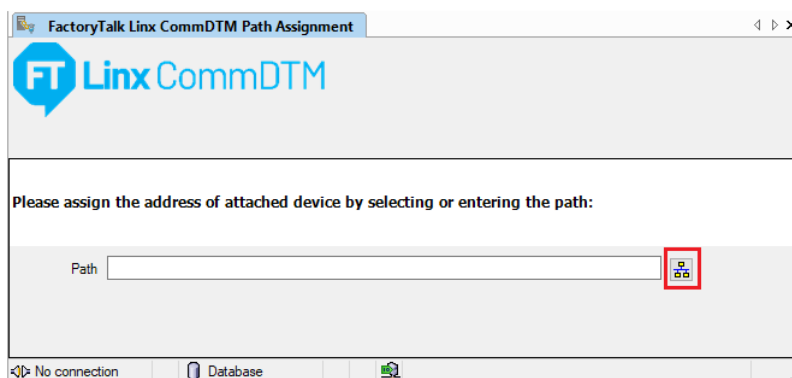 FactoryTalk Linx CommDTM Path Assignment
FT Linx CommDTM
Please assign the address of attached device by selecting or entering the path:
Path
No connection Database